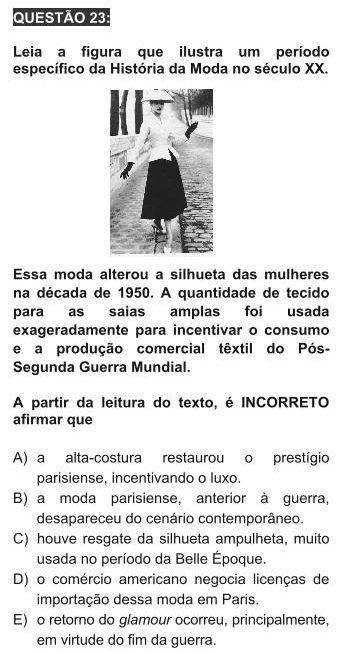 QUESTÃO 23:
Leia a figura que ilustra um período
específico da História da Moda no século XX.
Essa moda alterou a silhueta das mulheres
na década de 1950. A quantidade de tecido
para as saias amplas foi usada
exageradamente para incentivar o consumo
e a produção comercial têxtil do Pós-
Segunda Guerra Mundial.
A partir da leitura do texto, é INCORRETO
afirmar que
A) a alta-costura restaurou o prestígio
parisiense, incentivando o luxo.
B) a moda parisiense, anterior à guerra,
desapareceu do cenário contemporâneo.
C) houve resgate da silhueta ampulheta, muito
usada no período da Belle Époque.
D) o comércio americano negocia licenças de
importação dessa moda em Paris.
E) o retorno do glamour ocorreu, principalmente,
em virtude do fim da guerra.